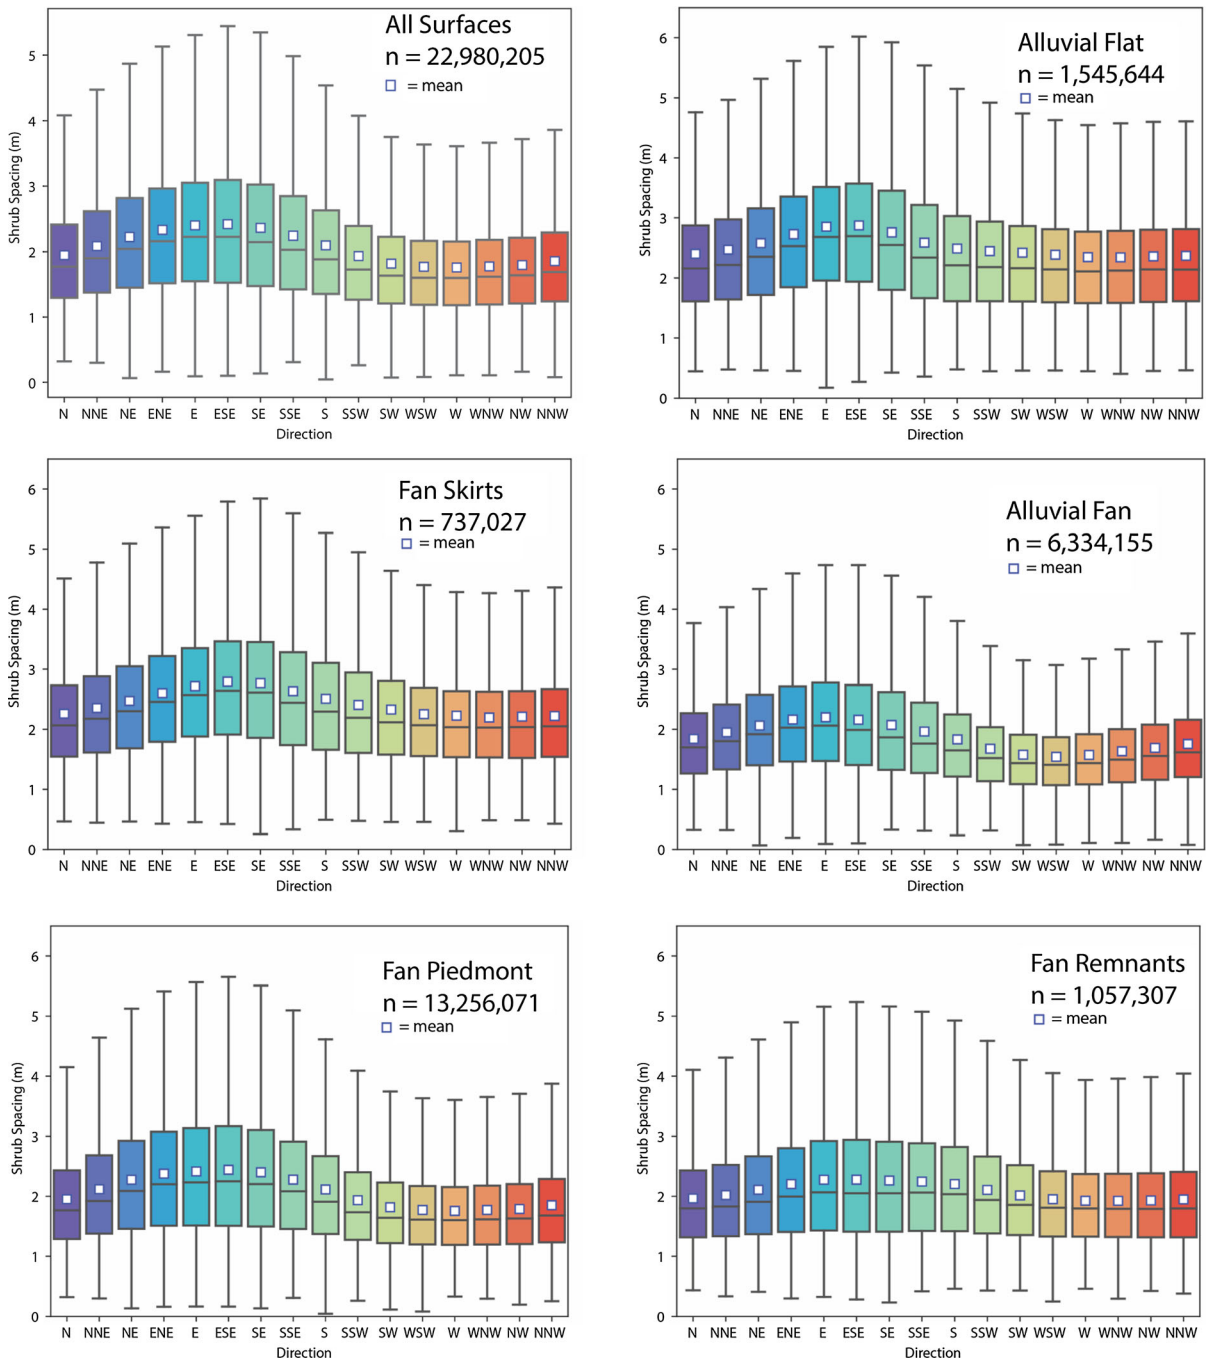 All Surfaces
n = 22,980,205
= mean
Shrub Spacing (m)
5
4
3
2
1
0
N NNE NE ENE E ESE SE SSE S SSW SW WSW W WNW NW NNW
Direction
Alluvial Flat
n = 1,545,644
= mean
Shrub Spacing (m)
6
5
4
3
2
1
0
N NNE NE ENE E ESE SE SSE S SSW SW WSW W WNW NW NNW
Direction
Fan Skirts
n = 737,027
= mean
Shrub Spacing (m)
6
5
4
3
2
1
0
N NNE NE ENE E ESE SE SSE S SSW SW WSW W WNW NW NNW
Direction
Alluvial Fan
n = 6,334,155
= mean
Shrub Spacing (m)
6
5
4
3
2
1
0
N NNE NE ENE E ESE SE SSE S SSW SW WSW W WNW NW NNW
Direction
Fan Piedmont
n = 13,256,071
= mean
Shrub Spacing (m)
6
5
4
3
2
1
0
N NNE NE ENE E ESE SE SSE S SSW SW WSW W WNW NW NNW
Direction
Fan Remnants
n = 1,057,307
= mean
Shrub Spacing (m)
6
5
4
3
2
1
0
N NNE NE ENE E ESE SE SSE S SSW SW WSW W WNW NW NNW
Direction